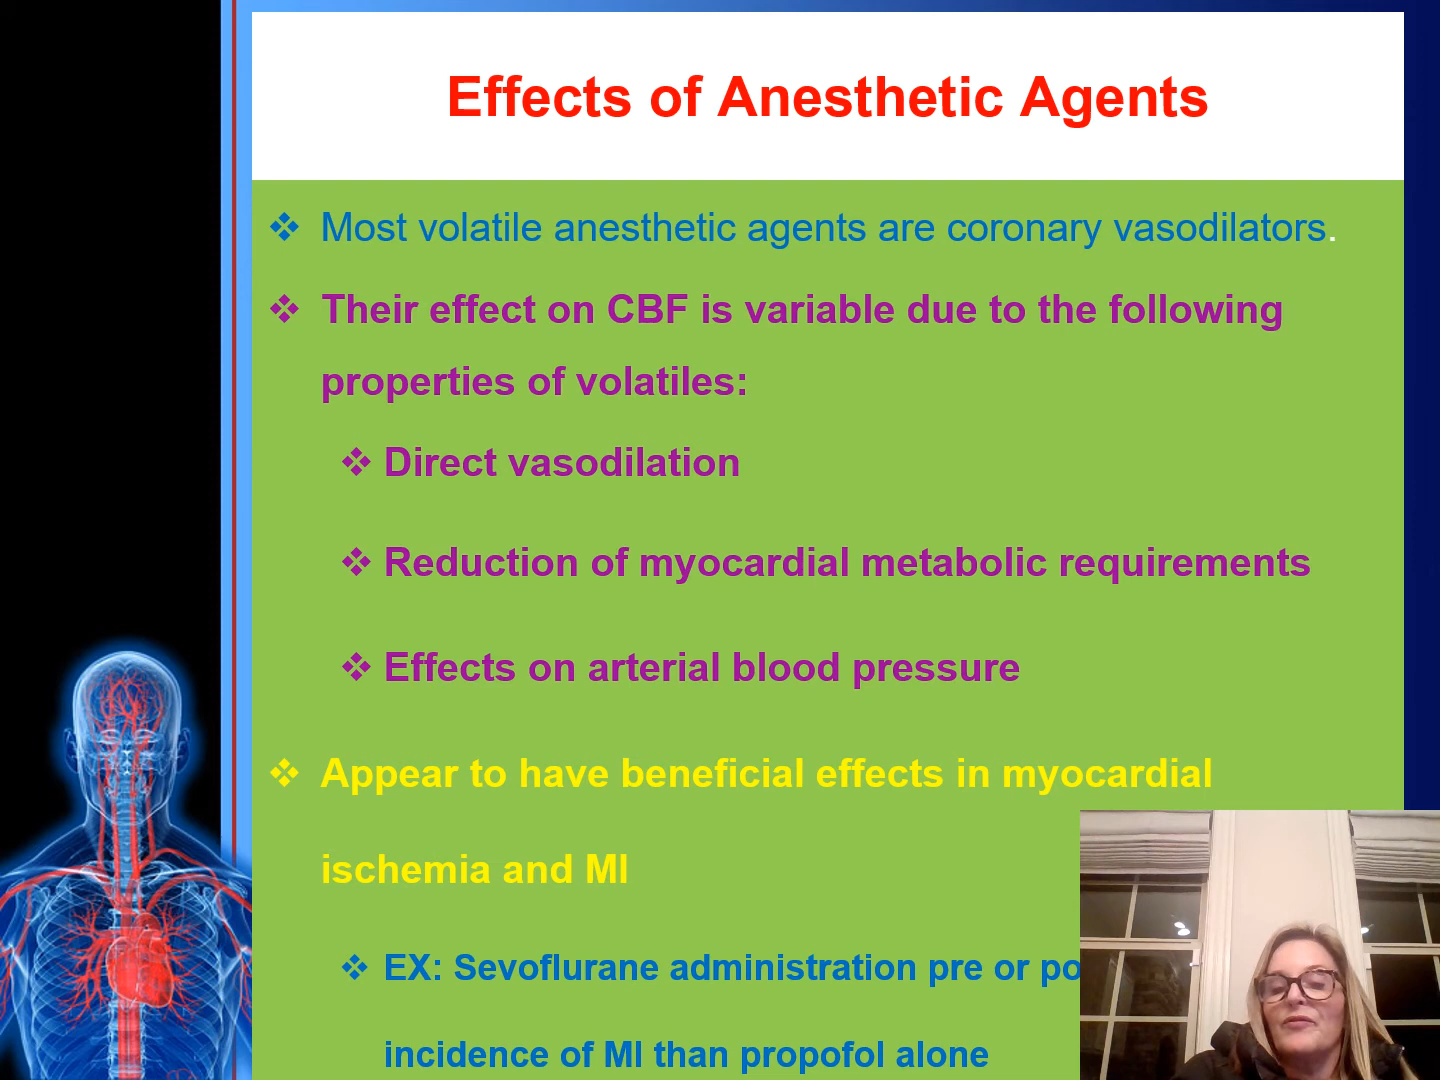 Effects of Anesthetic Agents
❖ Most volatile anesthetic agents are coronary vasodilators.
❖ Their effect on CBF is variable due to the following
properties of volatiles:
❖ Direct vasodilation
❖ Reduction of myocardial metabolic requirements
❖ Effects on arterial blood pressure
❖ Appear to have beneficial effects in myocardial
ischemia and MI
❖ EX: Sevoflurane administration pre or
incidence of MI than propofol alone